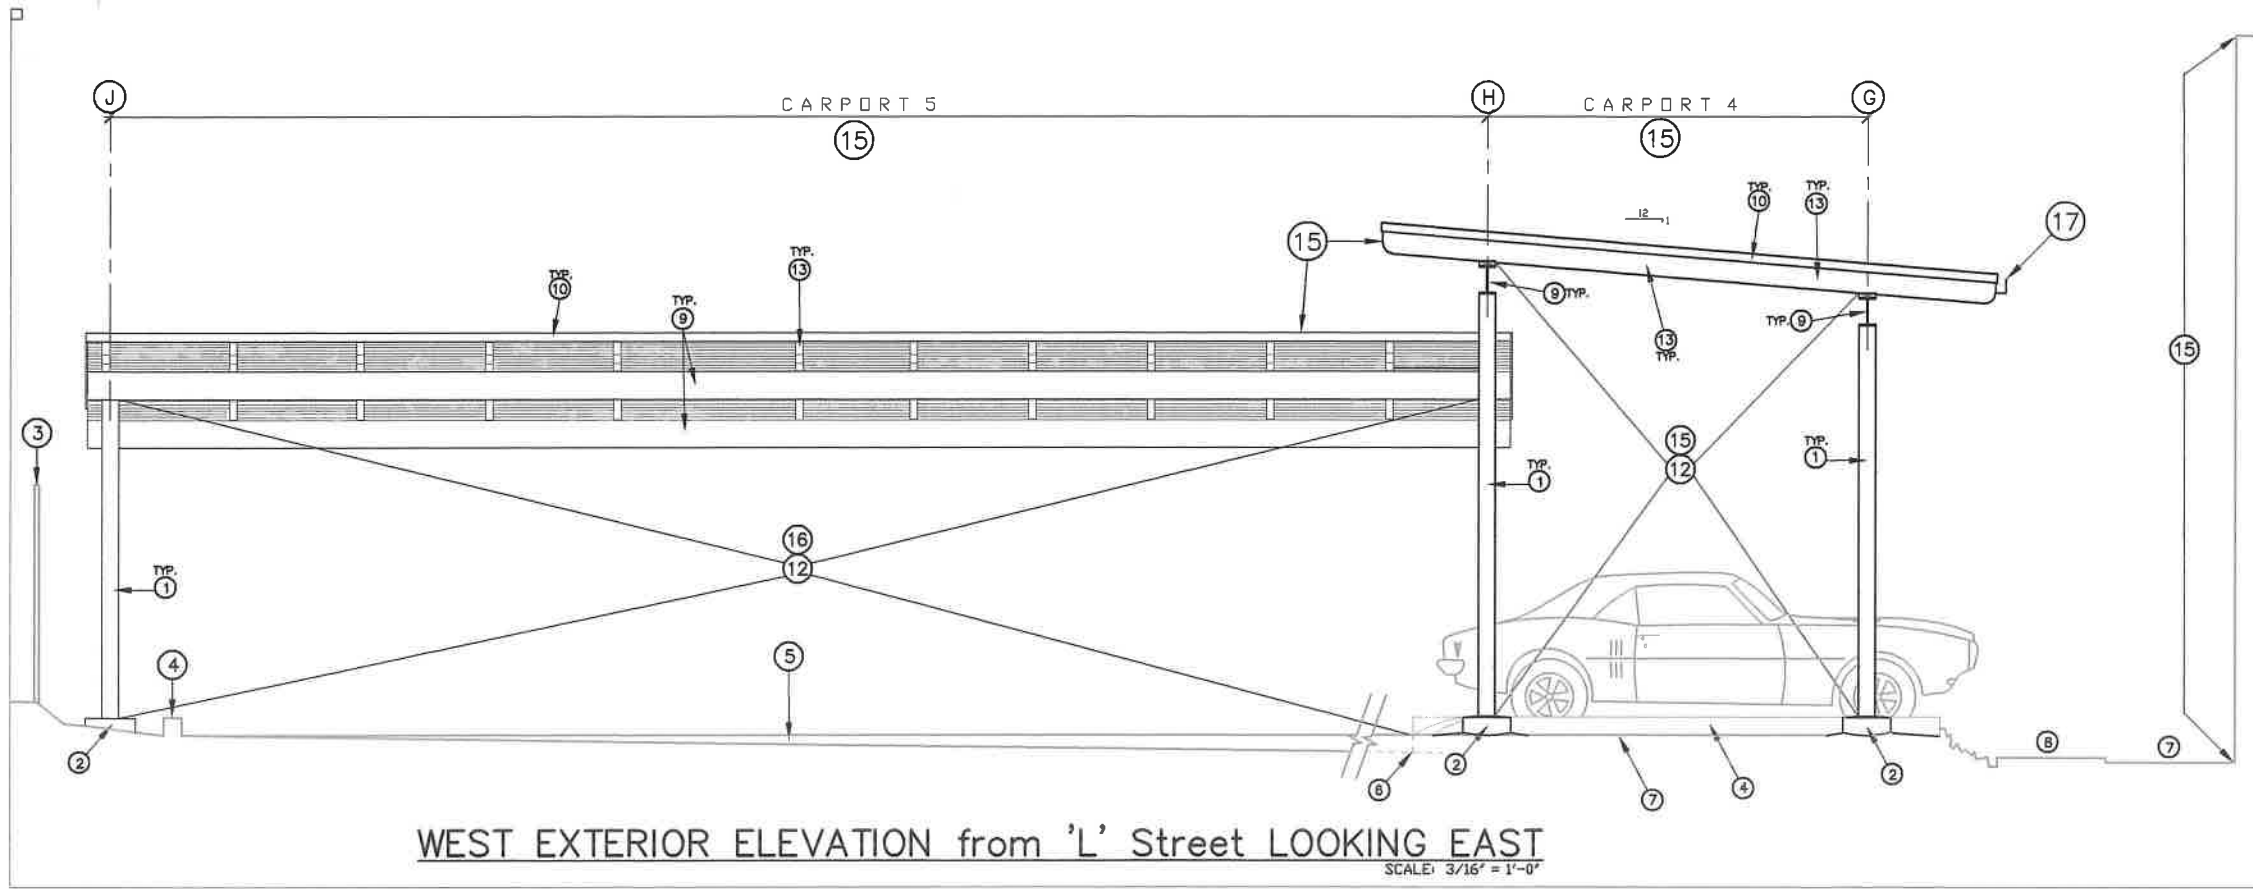 J
CARPORT 5
H
CARPORT 4
G
15
15
TYP.
10
TYP.
13
12
1
17
15
TYP.
13
TYP.
10
TYP.
9
9 TYP.
TYP. 9
13
TYP.
15
3
15
12
TYP.
1
TYP.
1
16
12
TYP.
1
4
5
2
6
2
7
4
2
8
7
WEST EXTERIOR ELEVATION from 'L' Street LOOKING EAST
SCALE: 3/16" = 1'-0"